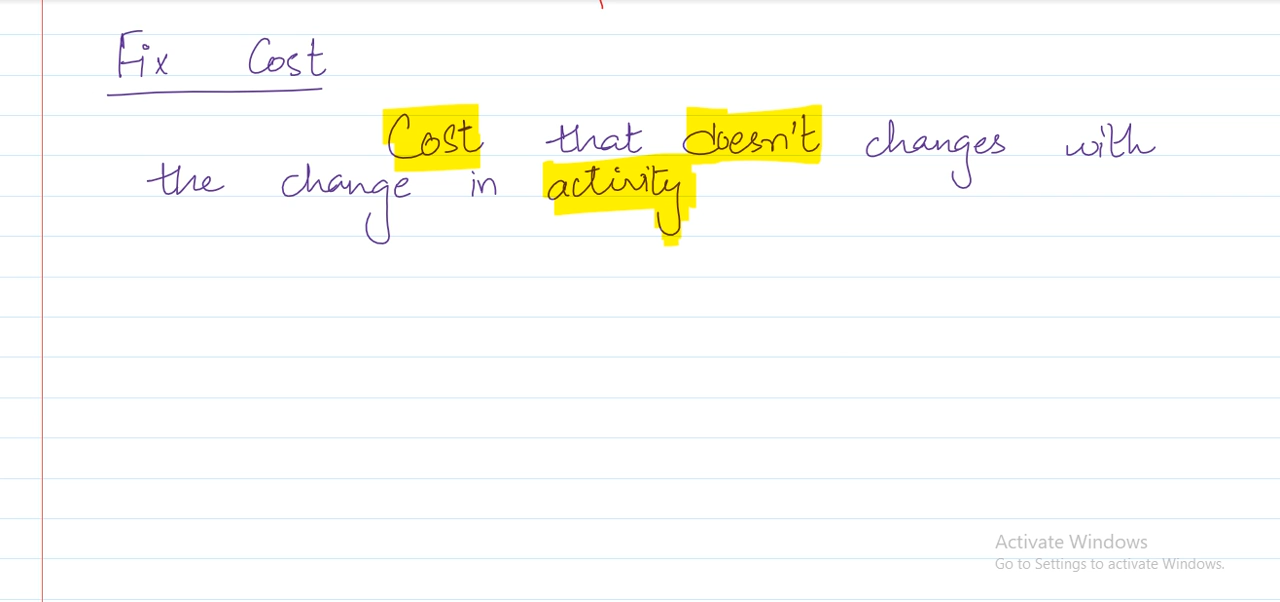 Fix Cost
Cost that doesn't changes with
the change in activity
Activate Windows
Go to Settings to activate Windows.